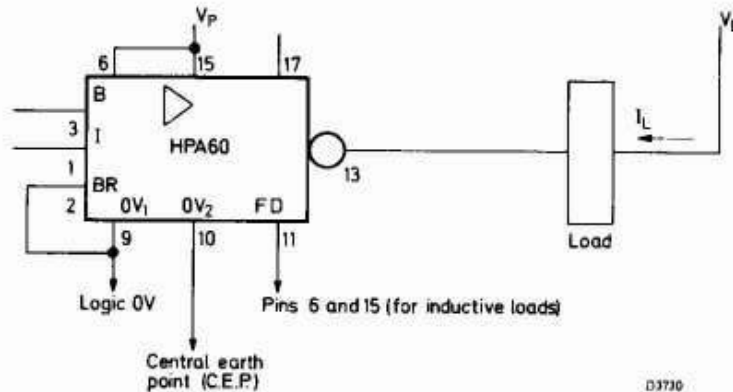 VP
VL
6
15
17
B
3
I
HPA60
IL
1
13
BR
2
0V1
0V2
FD
9
10
11
Load
Logic 0V
Pins 6 and 15 (for inductive loads)
Central earth
point (C.E.P.)
D3730